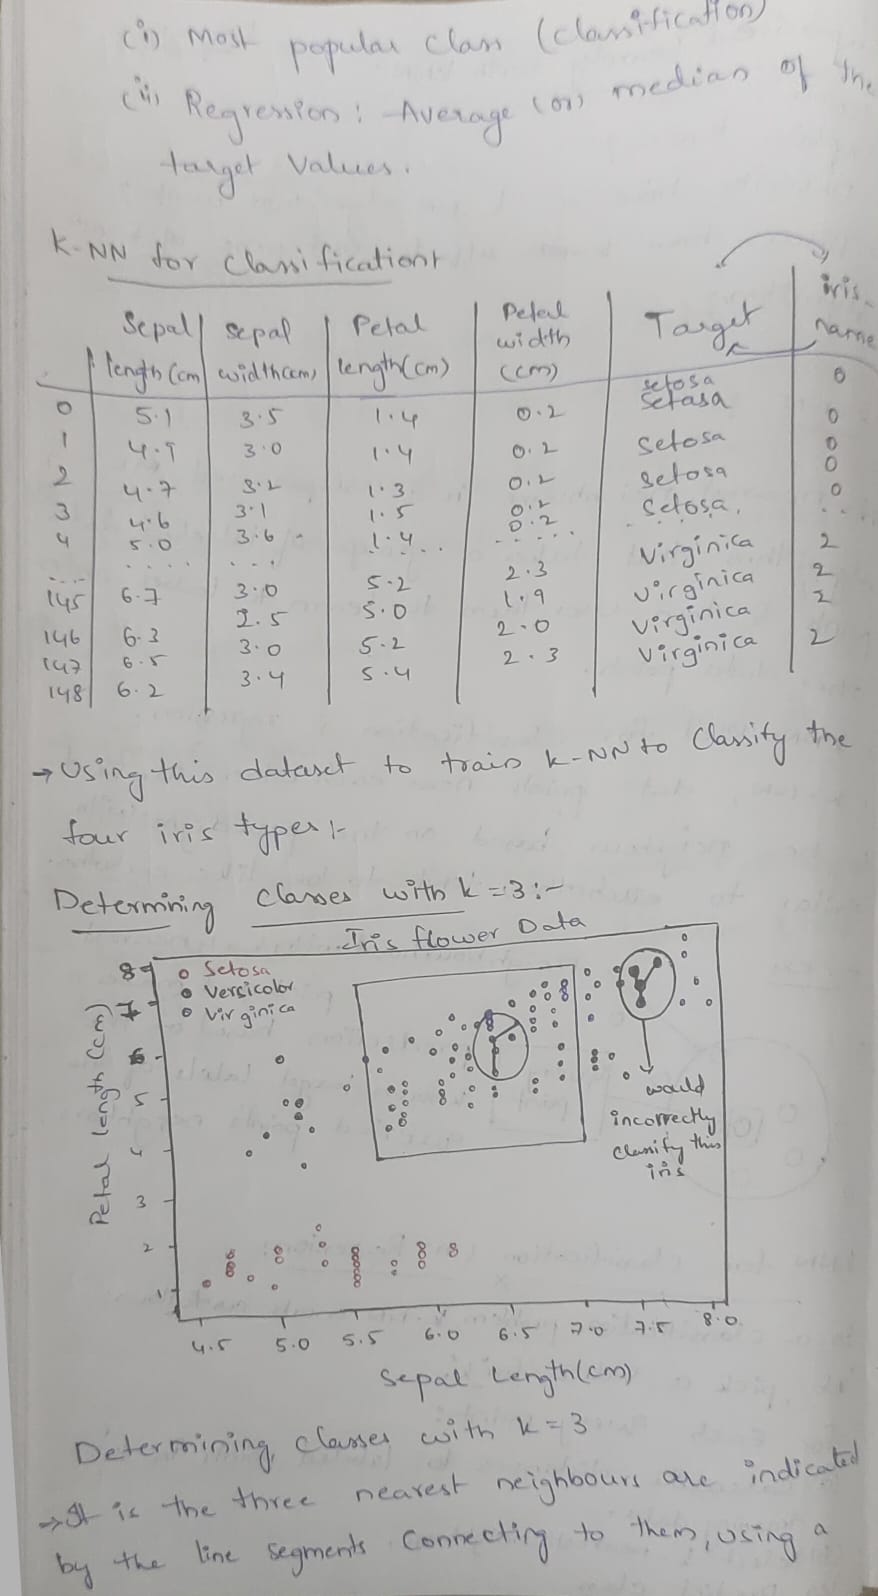 (i) Most popular class (classification)
(ii) Regression : Average (or) median of the
target values.
K-NN for classification:
Sepal length (cm) | sepal width (cm) | Petal length (cm) | Petal width (cm) | Target | iris name
setosa 0
0 5.1 3.5 1.4 0.2 Setosa 0
1 4.9 3.0 1.4 0.2 Setosa 0
2 4.7 3.2 1.3 0.2 Setosa 0
3 4.6 3.1 1.5 0.2 Setosa. 0
4 5.0 3.6 1.4 0.2
.... ..... ... .... ..... .... ..
145 6.7 3.0 5.2 2.3 Virginica 2
146 6.3 2.5 5.0 1.9 Virginica 2
147 6.5 3.0 5.2 2.0 Virginica 2
148 6.2 3.4 5.4 2.3 Virginica 2
→ Using this dataset to train K-NN to Classify the
four iris types :-
Determining Classes with K = 3 :-
Iris flower Data
Setosa
Versicolor
Virginica
Petal length (cm)
8
7
6
5
4
3
2
1
would
incorrectly
classify this
iris
4.5 5.0 5.5 6.0 6.5 7.0 7.5 8.0
Sepal Length (cm)
Determining classes with K = 3
→ It is the three nearest neighbours are indicated
by the line segments Connecting to them, using a